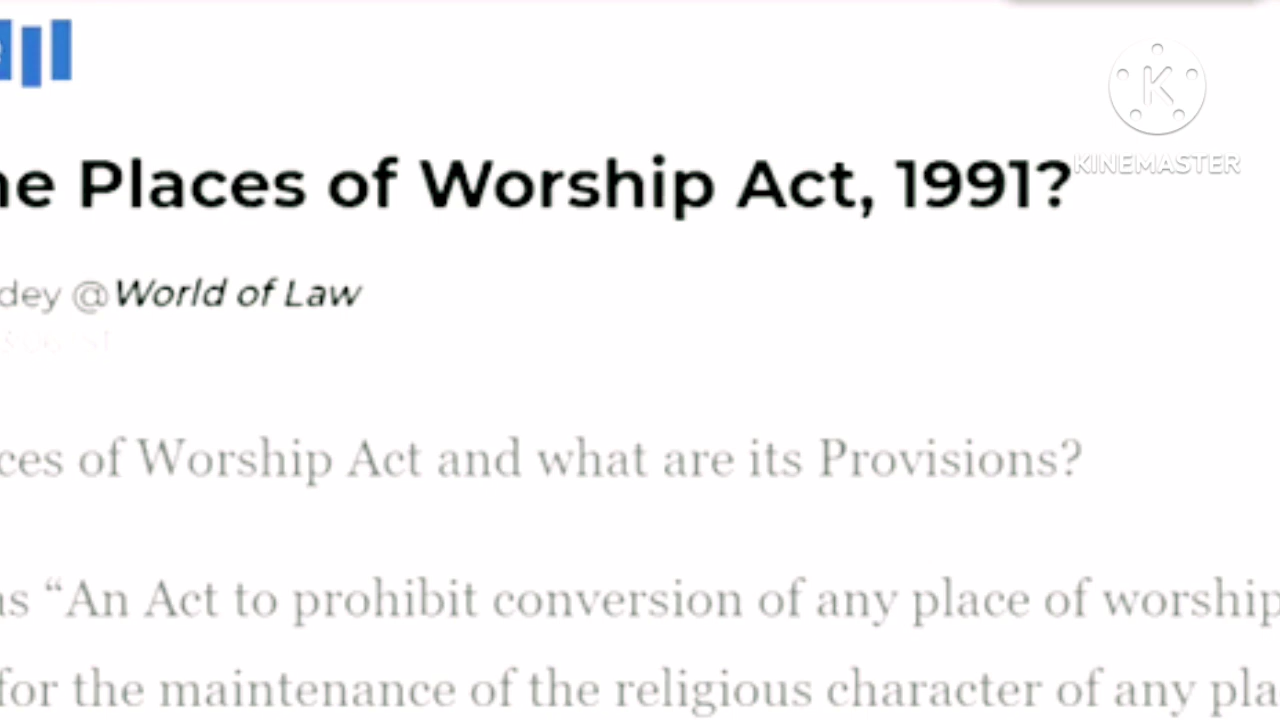 he Places of Worship Act, 1991?
KINEMASTER
dey @World of Law
ces of Worship Act and what are its Provisions?
as “An Act to prohibit conversion of any place of worship
for the maintenance of the religious character of any pla